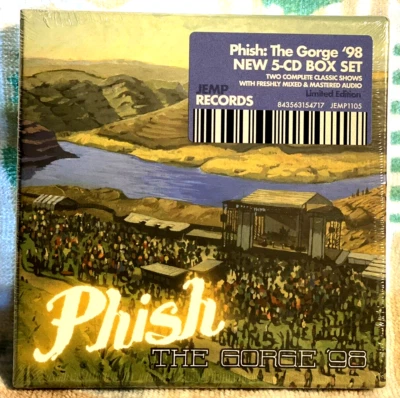 Phish: The Gorge '98
NEW 5-CD BOX SET
TWO COMPLETE CLASSIC SHOWS
WITH FRESHLY MIXED & MASTERED AUDIO
Limited Edition
JEMP
RECORDS
843563154717 JEMP1105
Phish
THE GORGE '98